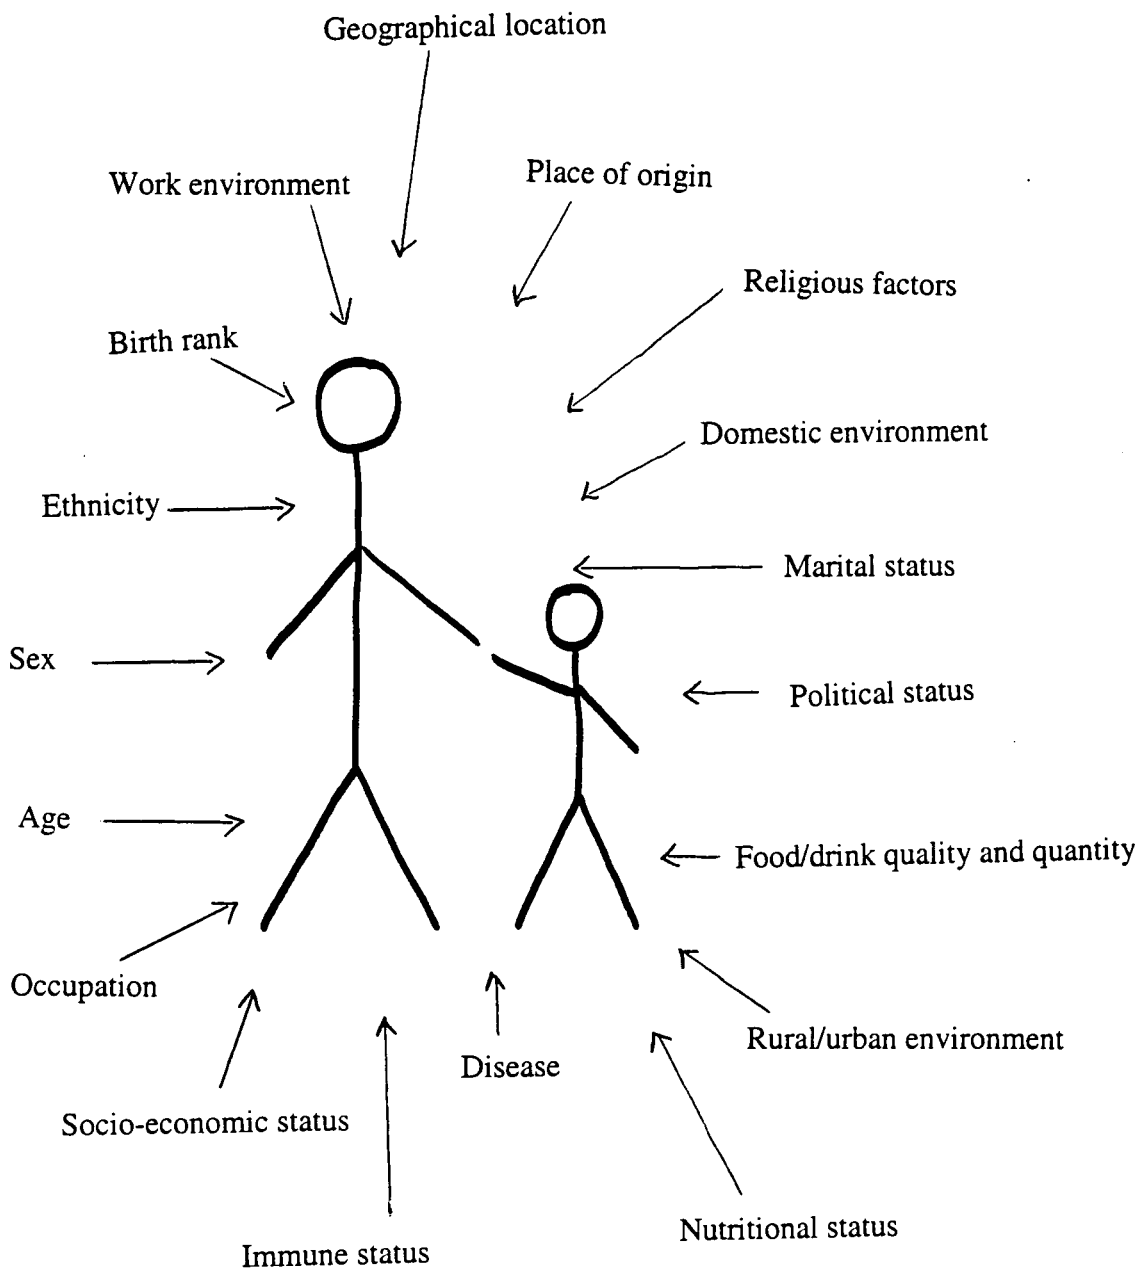 Geographical location
Place of origin
Work environment
Religious factors
Birth rank
Domestic environment
Ethnicity
Marital status
Sex
Political status
Age
Food/drink quality and quantity
Occupation
Rural/urban environment
Disease
Socio-economic status
Nutritional status
Immune status